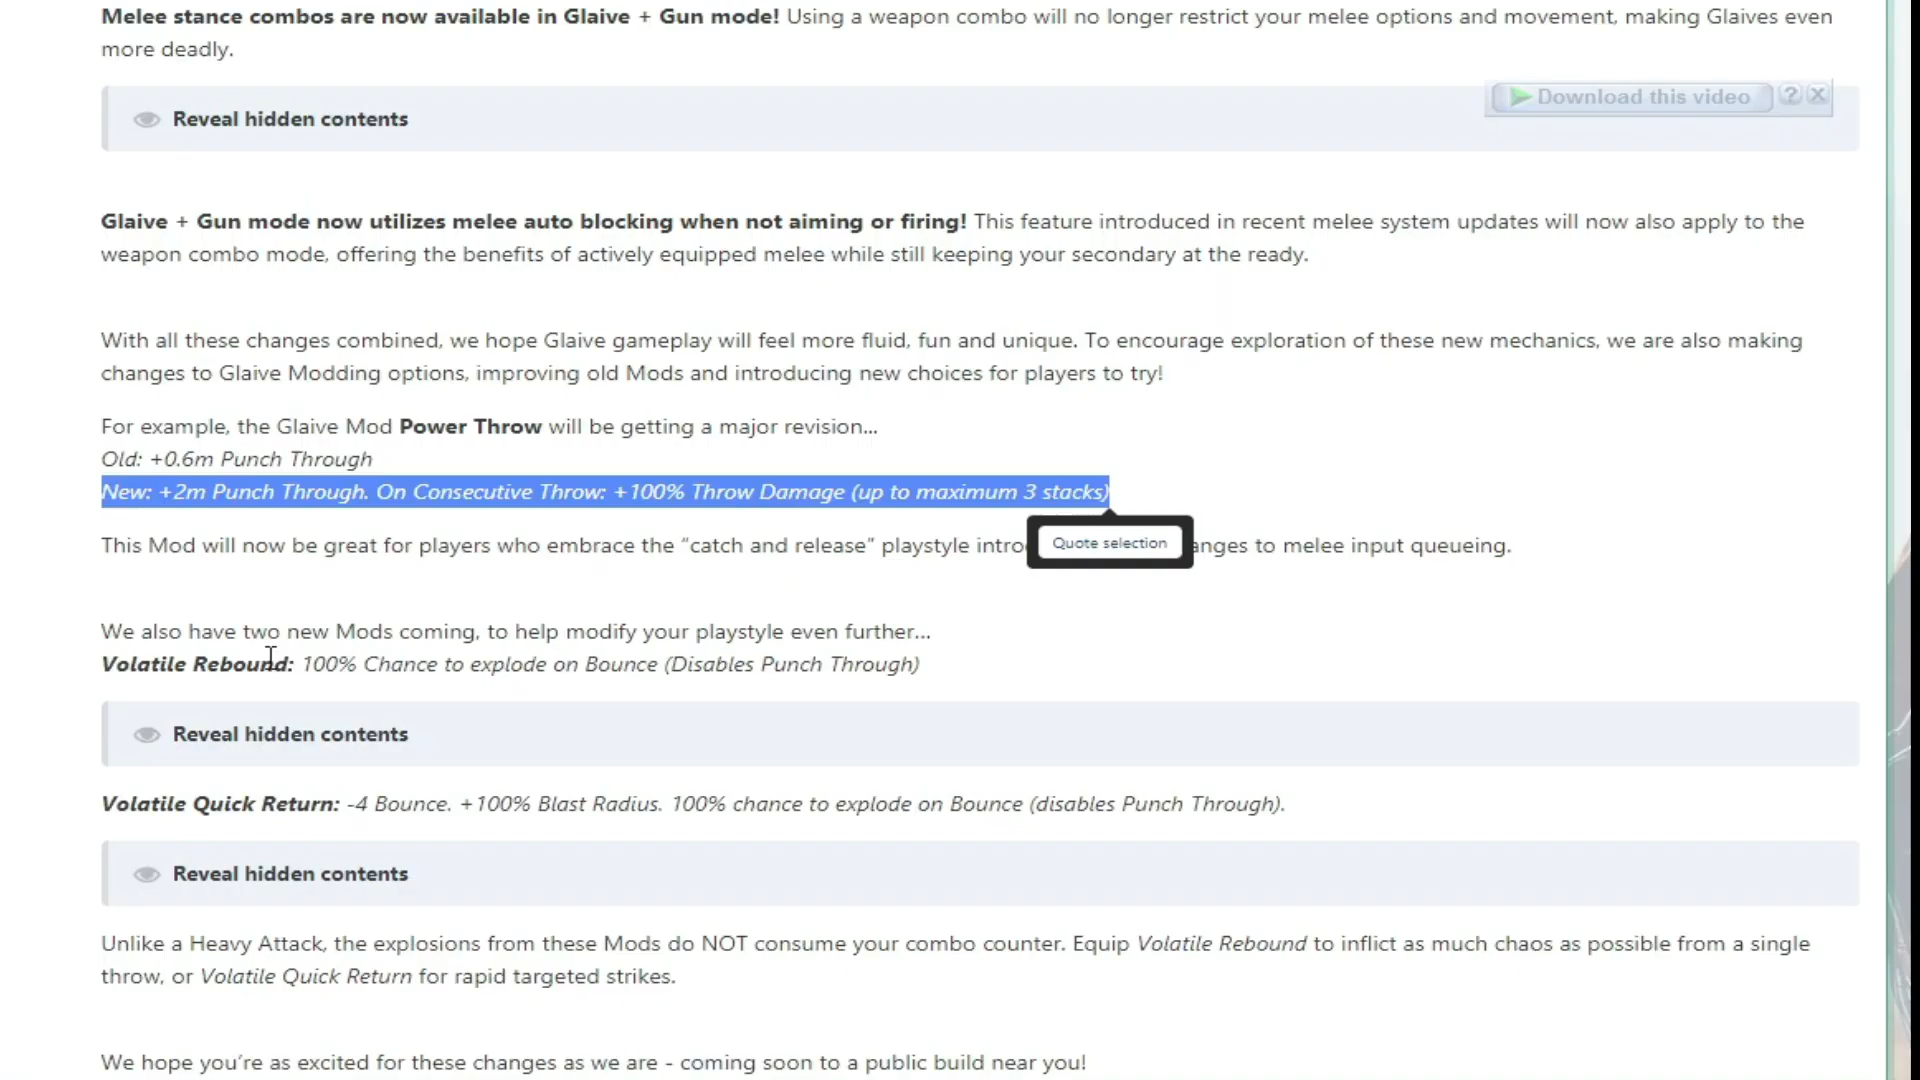 Melee stance combos are now available in Glaive + Gun mode! Using a weapon combo will no longer restrict your melee options and movement, making Glaives even
more deadly.
Download this video ? X
Reveal hidden contents
Glaive + Gun mode now utilizes melee auto blocking when not aiming or firing! This feature introduced in recent melee system updates will now also apply to the
weapon combo mode, offering the benefits of actively equipped melee while still keeping your secondary at the ready.
With all these changes combined, we hope Glaive gameplay will feel more fluid, fun and unique. To encourage exploration of these new mechanics, we are also making
changes to Glaive Modding options, improving old Mods and introducing new choices for players to try!
For example, the Glaive Mod Power Throw will be getting a major revision...
Old: +0.6m Punch Through
New: +2m Punch Through. On Consecutive Throw: +100% Throw Damage (up to maximum 3 stacks)
This Mod will now be great for players who embrace the “catch and release” playstyle intro Quote selection anges to melee input queueing.
We also have two new Mods coming, to help modify your playstyle even further...
Volatile Rebound: 100% Chance to explode on Bounce (Disables Punch Through)
Reveal hidden contents
Volatile Quick Return: -4 Bounce. +100% Blast Radius. 100% chance to explode on Bounce (disables Punch Through).
Reveal hidden contents
Unlike a Heavy Attack, the explosions from these Mods do NOT consume your combo counter. Equip Volatile Rebound to inflict as much chaos as possible from a single
throw, or Volatile Quick Return for rapid targeted strikes.
We hope you’re as excited for these changes as we are - coming soon to a public build near you!